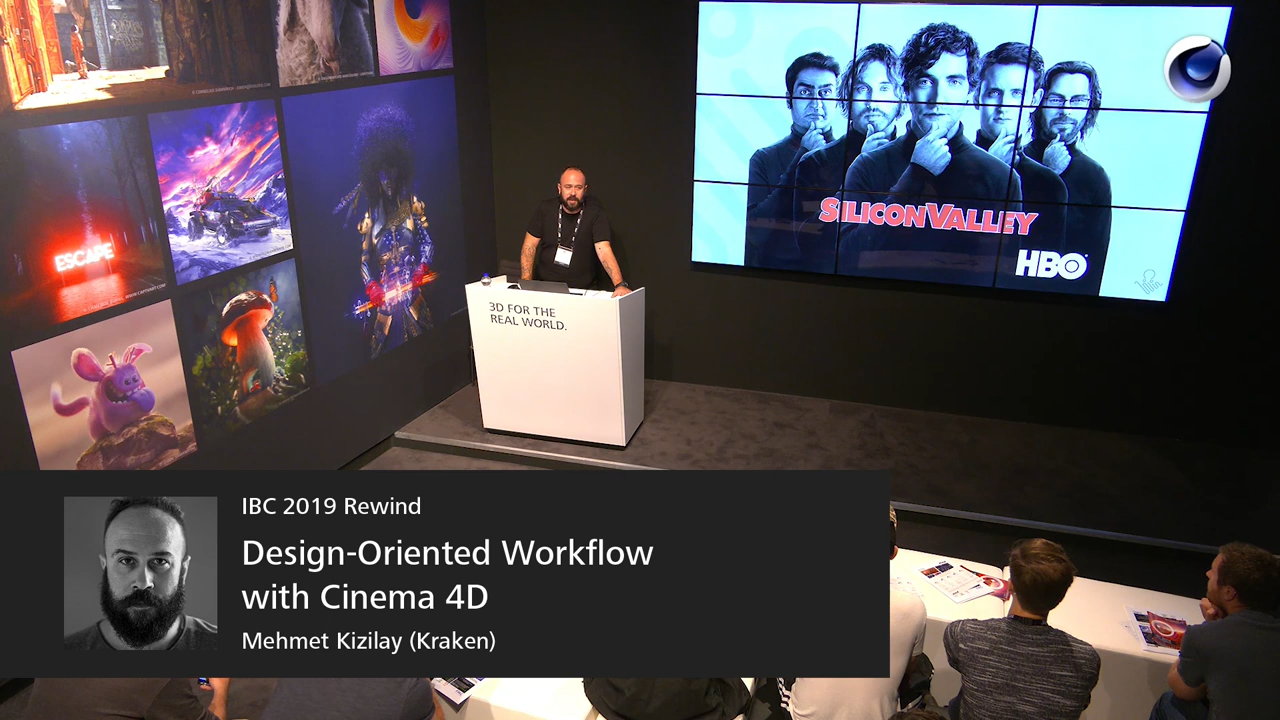 SILICON VALLEY
HBO
ESCAPE
3D FOR THE
REAL WORLD.
IBC 2019 Rewind
Design-Oriented Workflow
with Cinema 4D
Mehmet Kizilay (Kraken)